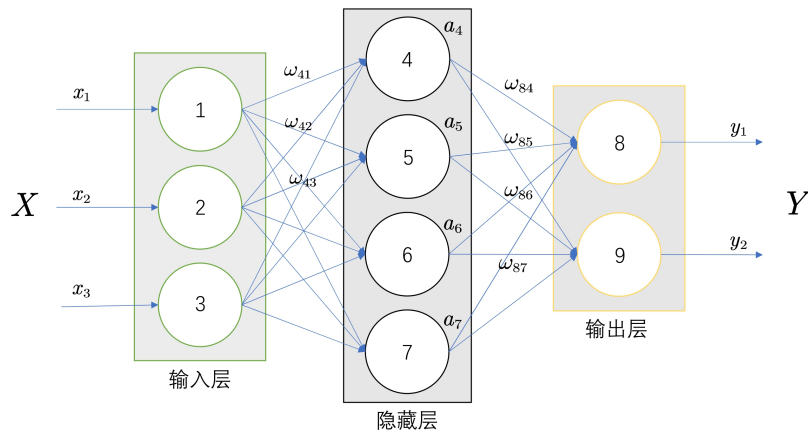 X
x₁
x₂
x₃
1
2
3
输入层
ω₄₁
ω₄₂
ω₄₃
4
a₄
5
a₅
6
a₆
7
a₇
隐藏层
ω₈₄
ω₈₅
ω₈₆
ω₈₇
8
9
输出层
y₁
y₂
Y